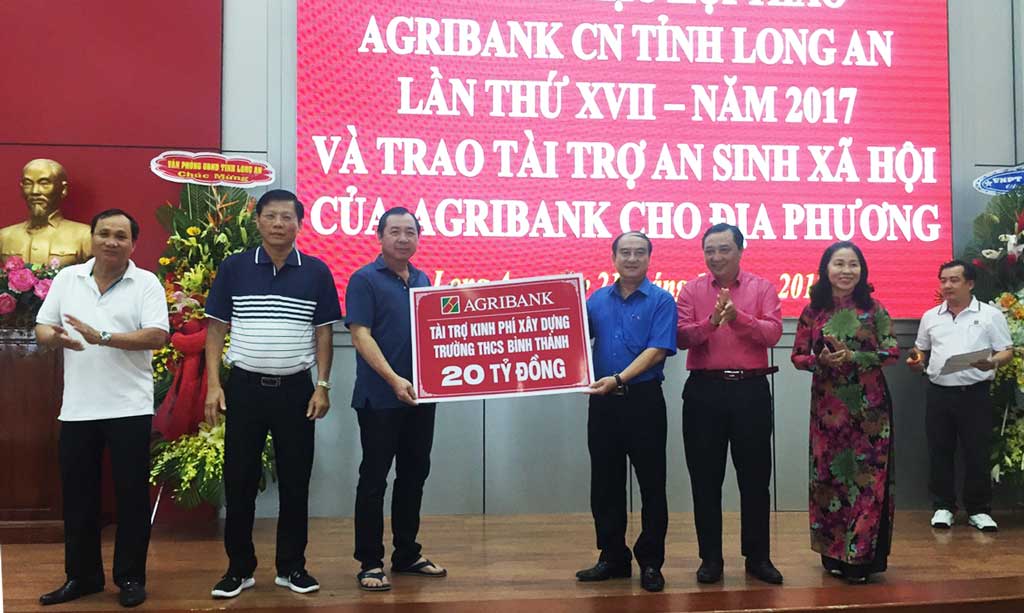 AGRIBANK CN TỈNH LONG AN
LẦN THỨ XVII – NĂM 2017
VÀ TRAO TÀI TRỢ AN SINH XÃ HỘI
CỦA AGRIBANK CHO ĐỊA PHƯƠNG
VĂN PHÒNG UBND TỈNH LONG AN
Chúc Mừng
VNPT
AGRIBANK
TÀI TRỢ KINH PHÍ XÂY DỰNG
TRƯỜNG THCS BÌNH THẠNH
20 TỶ ĐỒNG